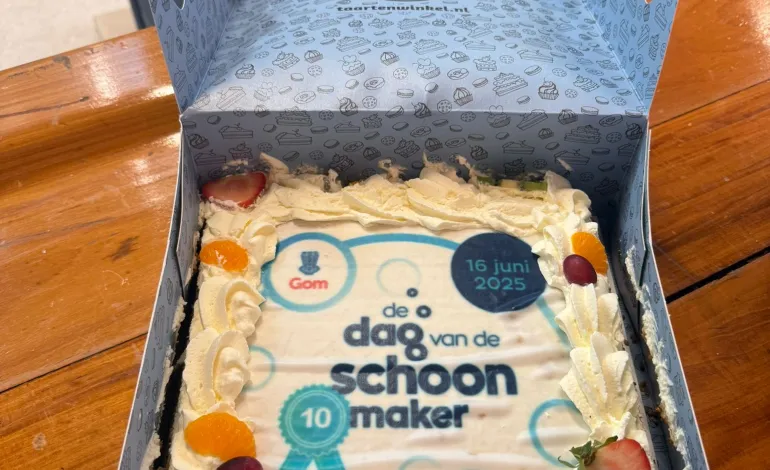 taartenwinkel.nl
Gom
16 juni
2025
de
dag van de
schoon
maker
10